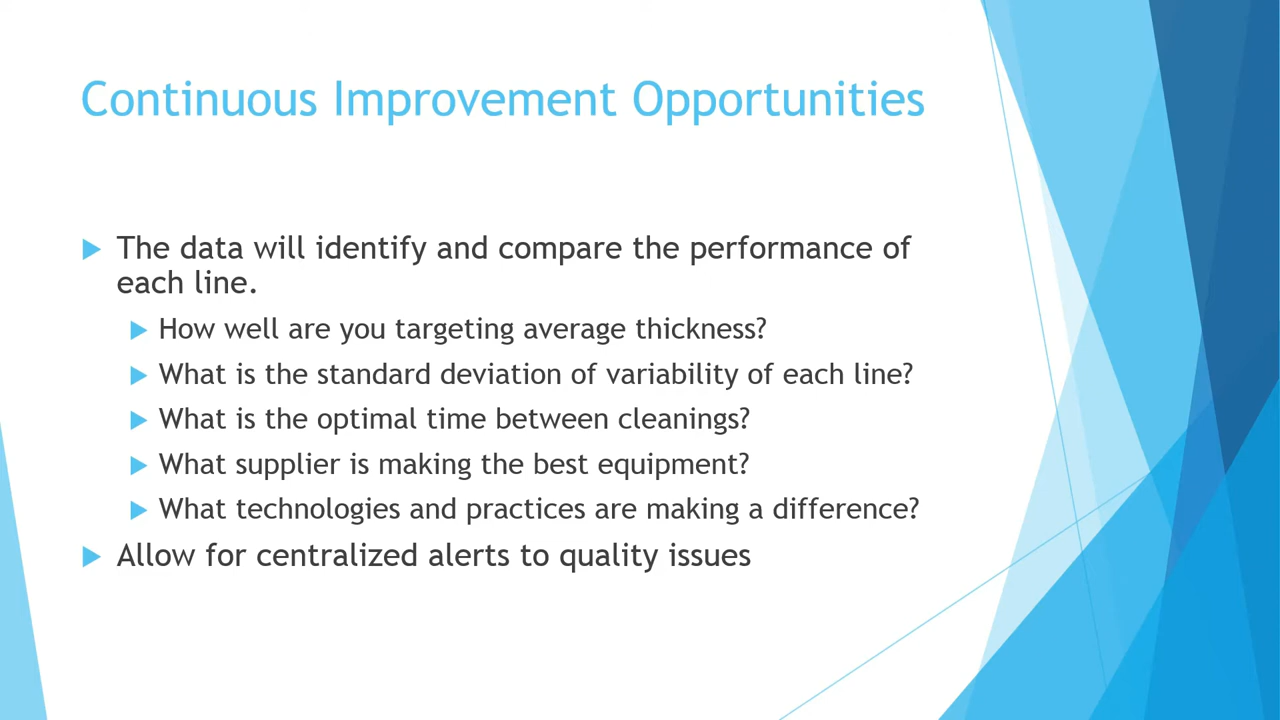 Continuous Improvement Opportunities
The data will identify and compare the performance of
each line.
How well are you targeting average thickness?
What is the standard deviation of variability of each line?
What is the optimal time between cleanings?
What supplier is making the best equipment?
What technologies and practices are making a difference?
Allow for centralized alerts to quality issues